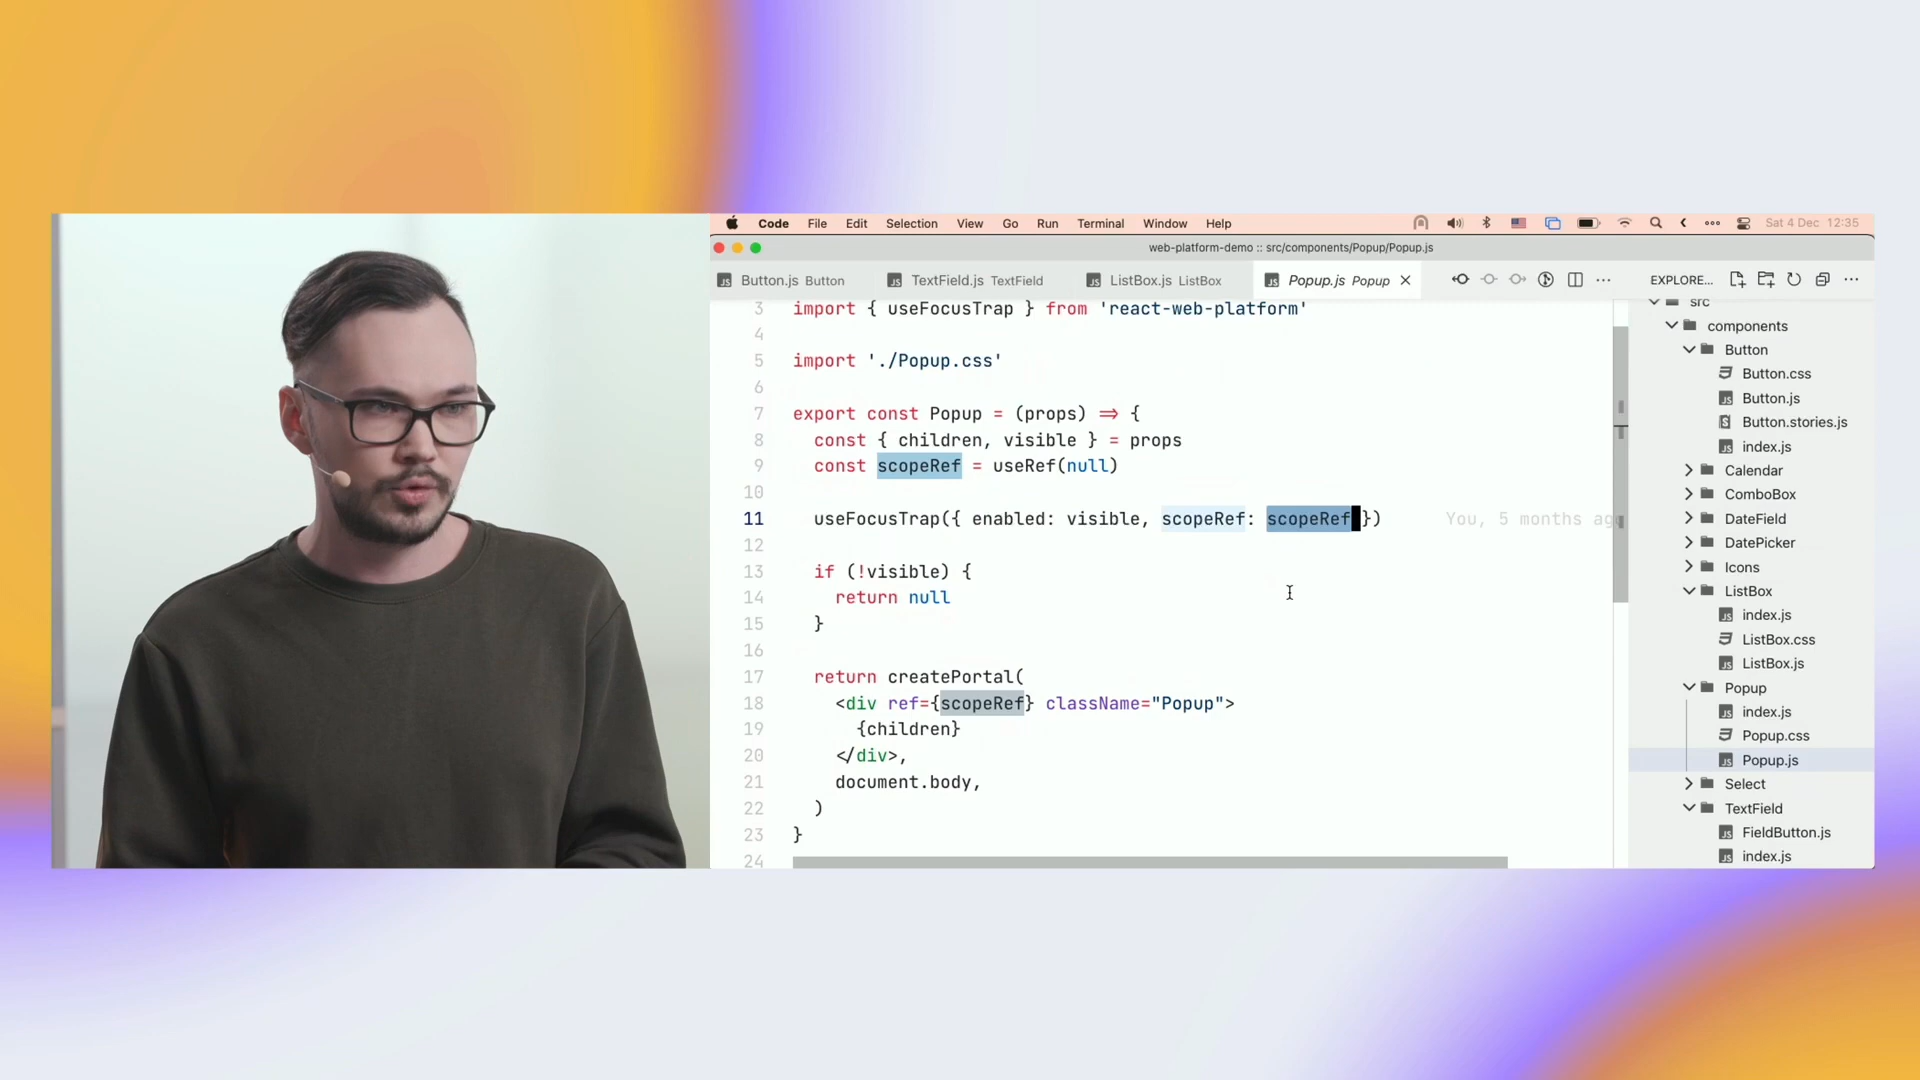 Code File Edit Selection View Go Run Terminal Window Help Sat 4 Dec 12:35
web-platform-demo :: src/components/Popup/Popup.js
Button.js Button TextField.js TextField ListBox.js ListBox Popup.js Popup
3 import { useFocusTrap } from 'react-web-platform'
4
5 import './Popup.css'
6
7 export const Popup = (props) => {
8 const { children, visible } = props
9 const scopeRef = useRef(null)
10
11 useFocusTrap({ enabled: visible, scopeRef: scopeRef }) You, 5 months ago
12
13 if (!visible) {
14 return null
15 }
16
17 return createPortal(
18 <div ref={scopeRef} className="Popup">
19 {children}
20 </div>,
21 document.body,
22 )
23 }
24
EXPLORE...
src
components
Button
Button.css
Button.js
Button.stories.js
index.js
Calendar
ComboBox
DateField
DatePicker
Icons
ListBox
index.js
ListBox.css
ListBox.js
Popup
index.js
Popup.css
Popup.js
Select
TextField
FieldButton.js
index.js